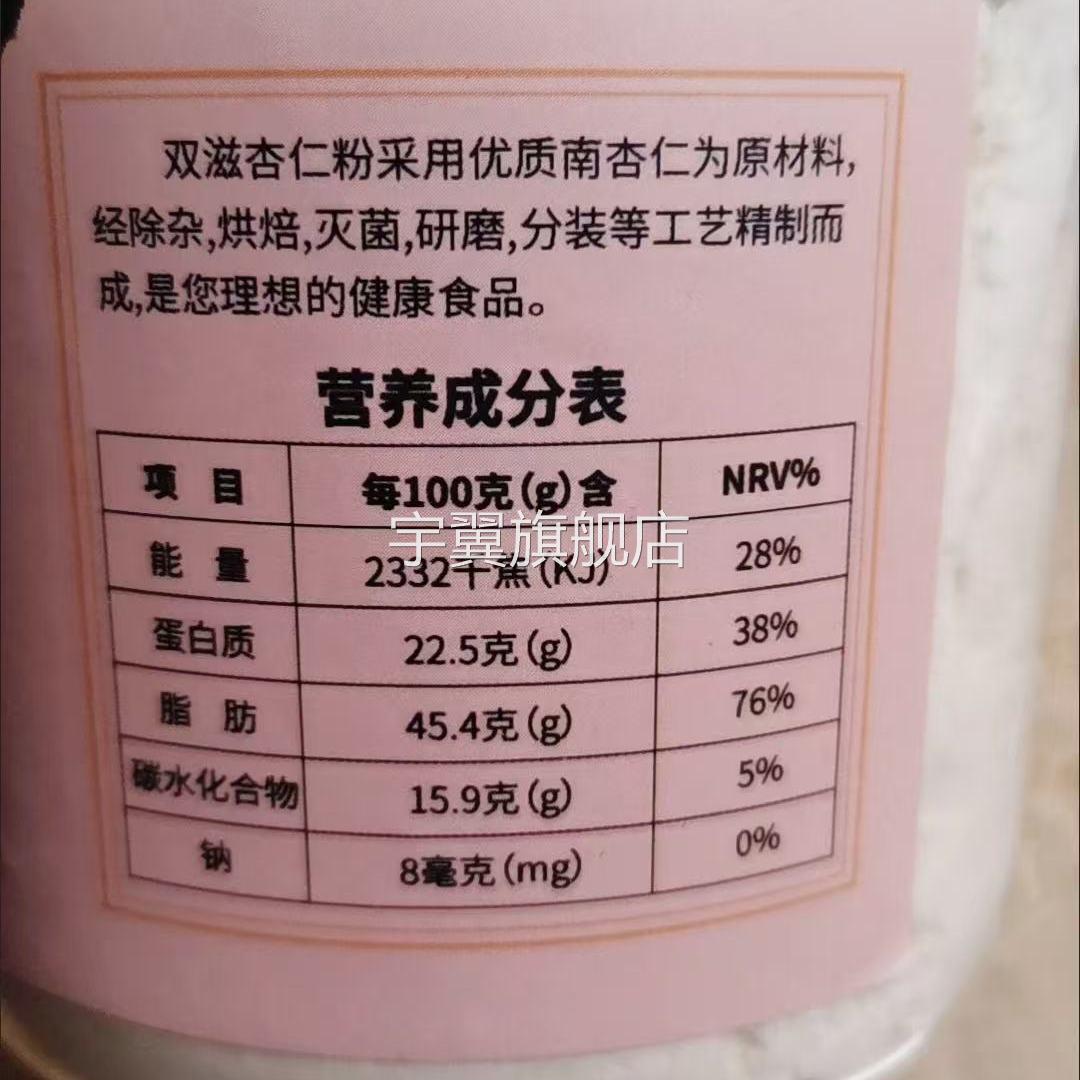 双滋杏仁粉采用优质南杏仁为原材料,
经除杂,烘焙,灭菌,研磨,分装等工艺精制而
成,是您理想的健康食品。
营养成分表
项 目 每100克(g)含 NRV%
宇翼旗舰店
能 量 2332千焦(KJ) 28%
蛋白质 22.5克(g) 38%
脂 肪 45.4克(g) 76%
碳水化合物 15.9克(g) 5%
钠 8毫克(mg) 0%